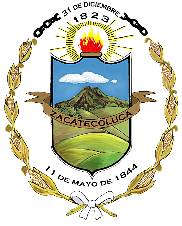 31 DE DICIEMBRE
1823
ZACATECOLUCA
11 DE MAYO DE 1844